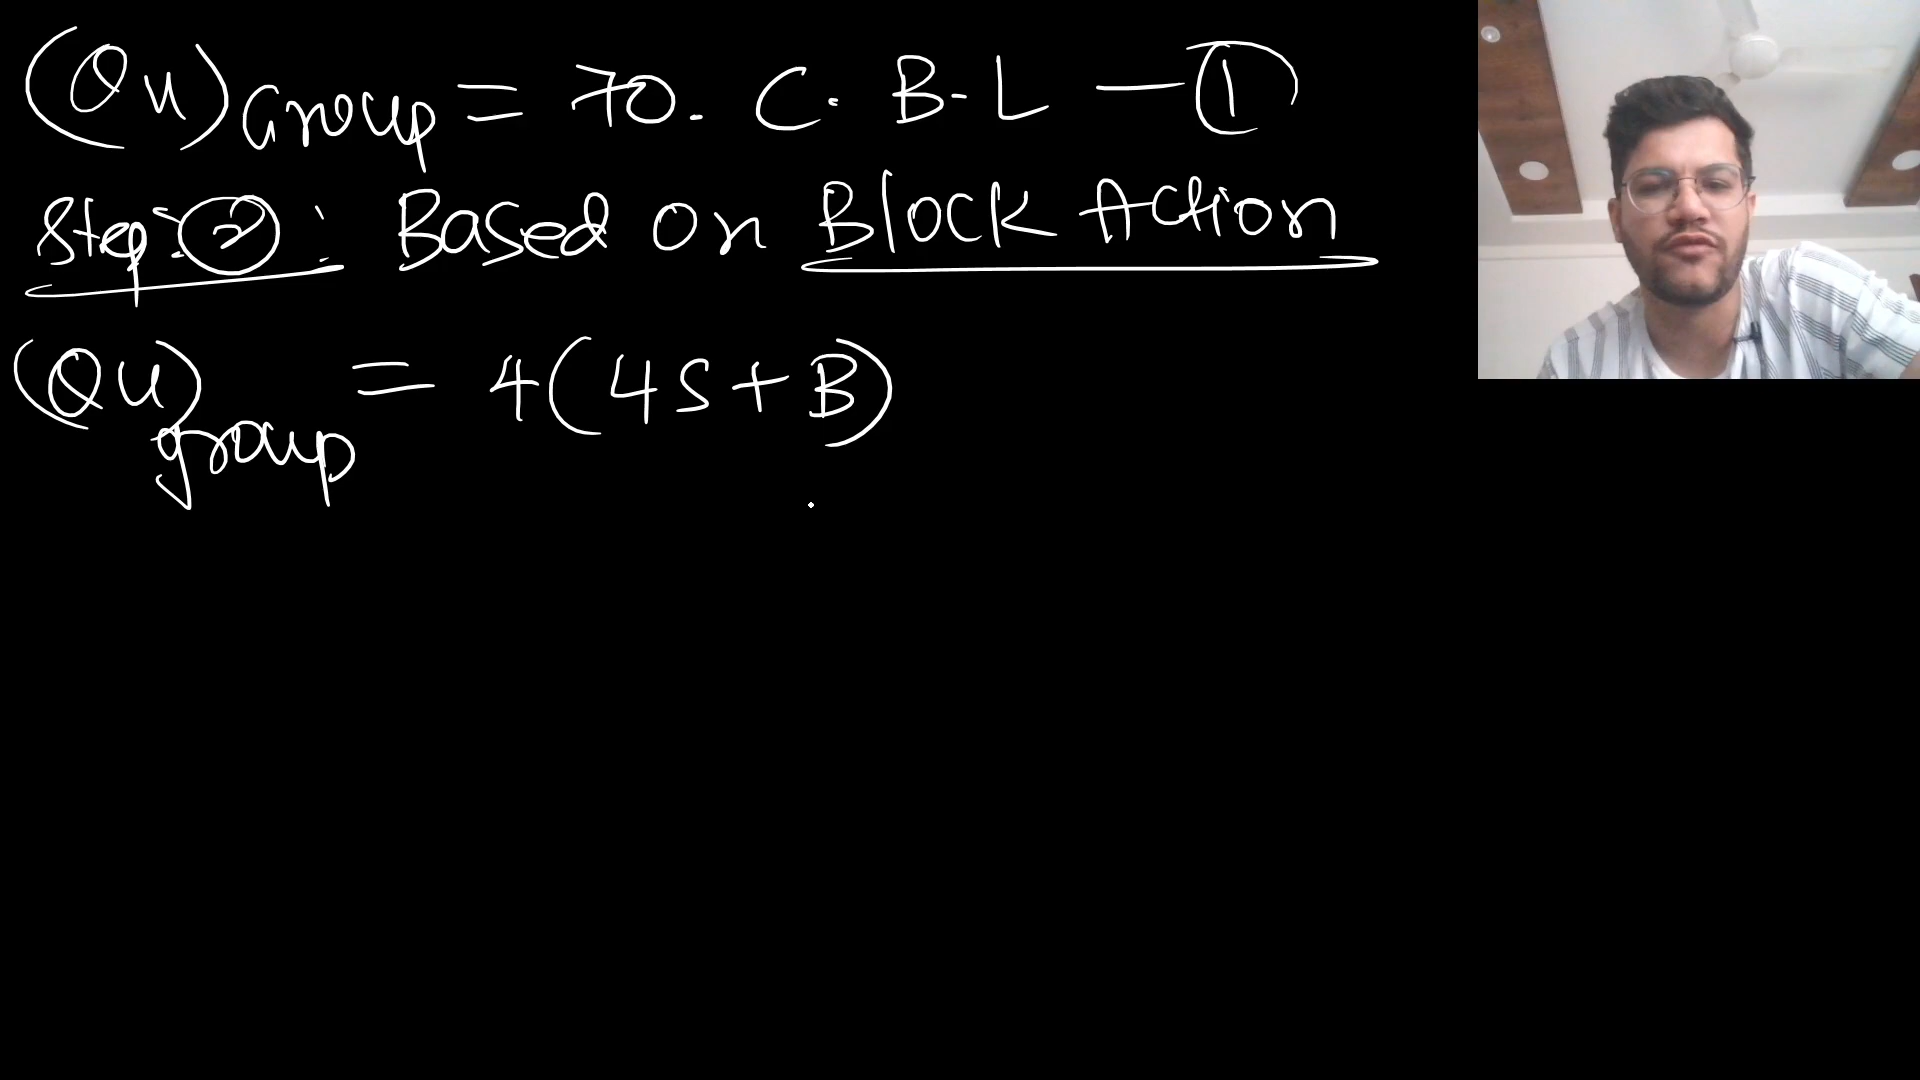 (Qu)Group = 70. C. B-L — ①
Step: ② : Based on Block Action
(Qu)group = 4(4S+B)